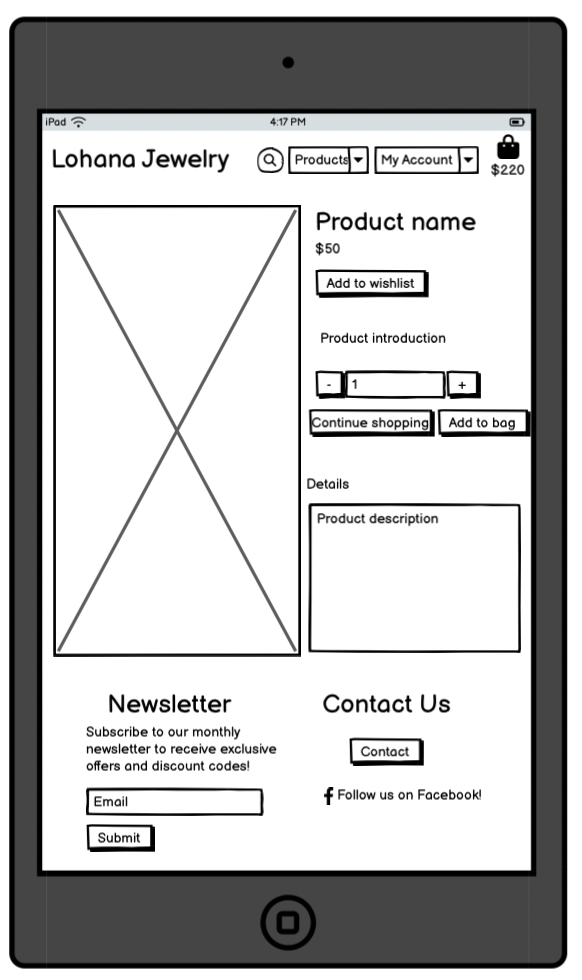 iPad 4:17 PM
Lohana Jewelry Products My Account $220
Product name
$50
Add to wishlist
Product introduction
- 1 +
Continue shopping Add to bag
Details
Product description
Newsletter
Subscribe to our monthly
newsletter to receive exclusive
offers and discount codes!
Email
Submit
Contact Us
Contact
f Follow us on Facebook!